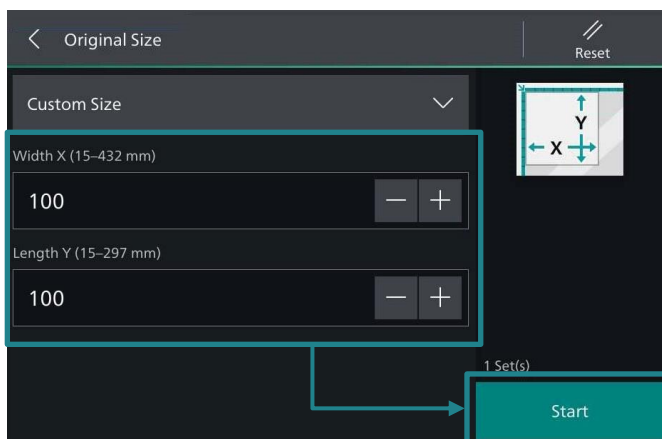 Original Size
Reset
Custom Size
Width X (15–432 mm)
100
Length Y (15–297 mm)
100
Y
X
1 Set(s)
Start